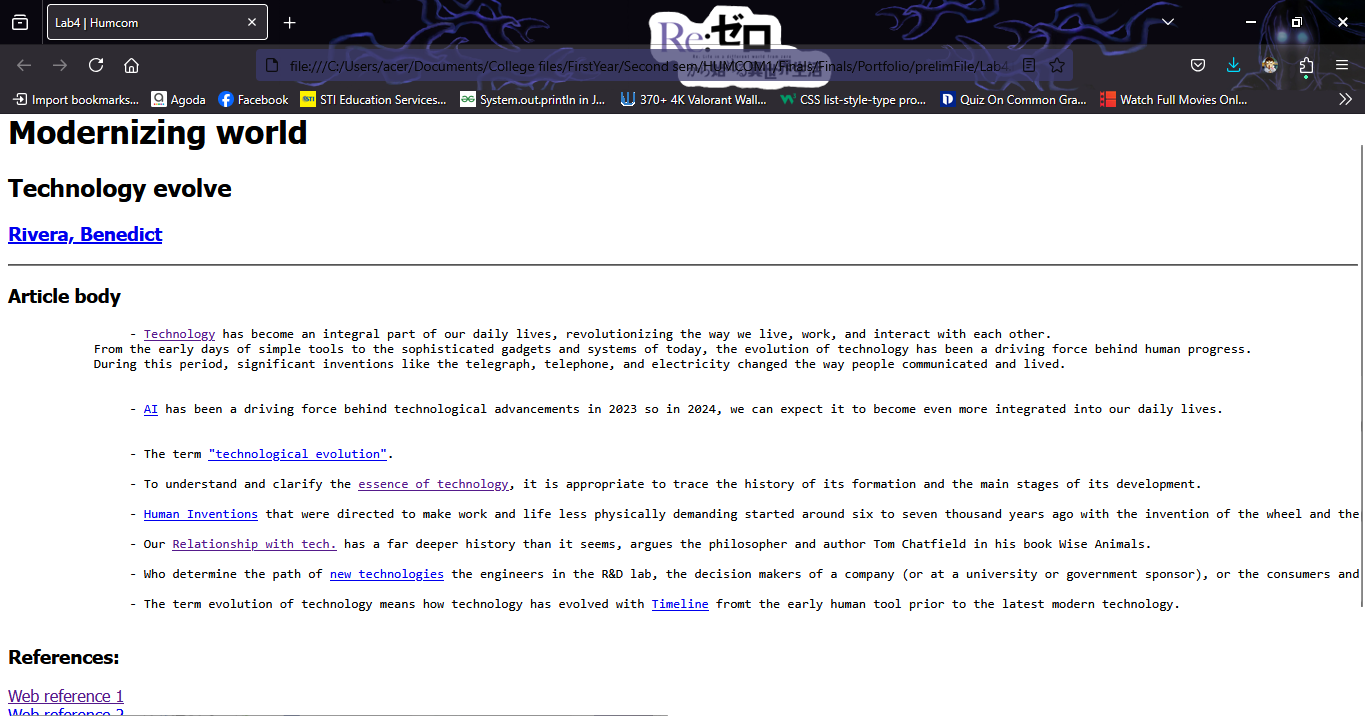 Lab4 | Humcom
Re:ゼロ
から始める異世界生活
file:///C:/Users/acer/Documents/College files/FirstYear/Second sem/HUMCOM1/Finals/Finals/Portfolio/prelimFile/Lab4
Import bookmarks... Agoda Facebook STI Education Services... System.out.println in J... 370+ 4K Valorant Wall... CSS list-style-type pro... Quiz On Common Gra... Watch Full Movies Onl...
Modernizing world
Technology evolve
Rivera, Benedict
Article body
- Technology has become an integral part of our daily lives, revolutionizing the way we live, work, and interact with each other.
From the early days of simple tools to the sophisticated gadgets and systems of today, the evolution of technology has been a driving force behind human progress.
During this period, significant inventions like the telegraph, telephone, and electricity changed the way people communicated and lived.
- AI has been a driving force behind technological advancements in 2023 so in 2024, we can expect it to become even more integrated into our daily lives.
- The term "technological evolution".
- To understand and clarify the essence of technology, it is appropriate to trace the history of its formation and the main stages of its development.
- Human Inventions that were directed to make work and life less physically demanding started around six to seven thousand years ago with the invention of the wheel and the
- Our Relationship with tech. has a far deeper history than it seems, argues the philosopher and author Tom Chatfield in his book Wise Animals.
- Who determine the path of new technologies the engineers in the R&D lab, the decision makers of a company (or at a university or government sponsor), or the consumers and
- The term evolution of technology means how technology has evolved with Timeline fromt the early human tool prior to the latest modern technology.
References:
Web reference 1
Web reference 2